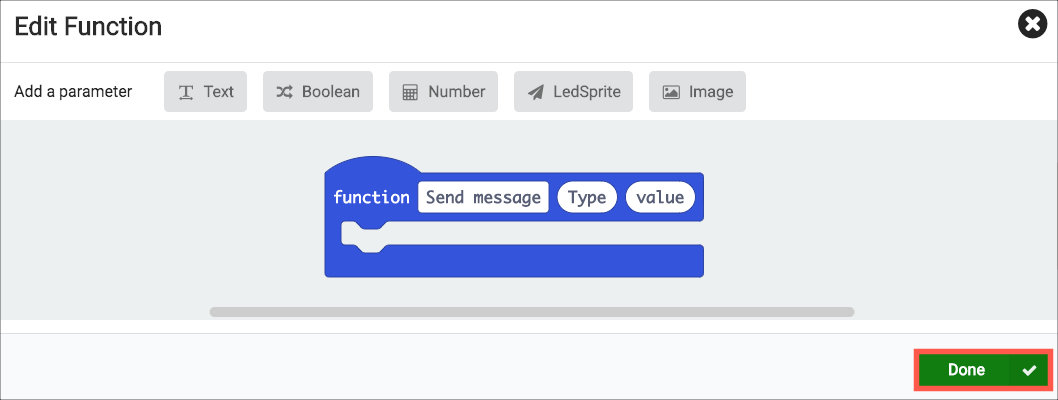 Edit Function
Add a parameter Text Boolean Number LedSprite Image
function Send message Type value
Done